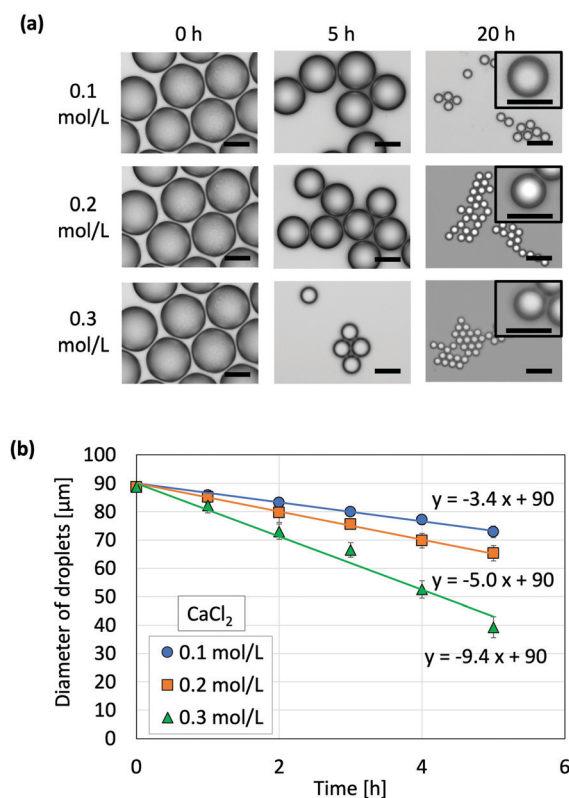 (a)
0 h 5 h 20 h
0.1
mol/L
0.2
mol/L
0.3
mol/L
(b)
100
90
80
70
60
50
40
30
20
10
0
Diameter of droplets [µm]
y = -3.4 x + 90
y = -5.0 x + 90
y = -9.4 x + 90
CaCl₂
0.1 mol/L
0.2 mol/L
0.3 mol/L
0 2 4 6
Time [h]